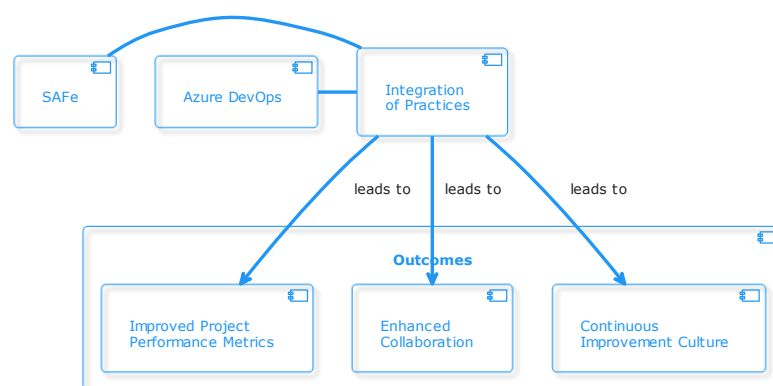 SAFe
Azure DevOps
Integration
of Practices
leads to
leads to
leads to
Outcomes
Improved Project
Performance Metrics
Enhanced
Collaboration
Continuous
Improvement Culture